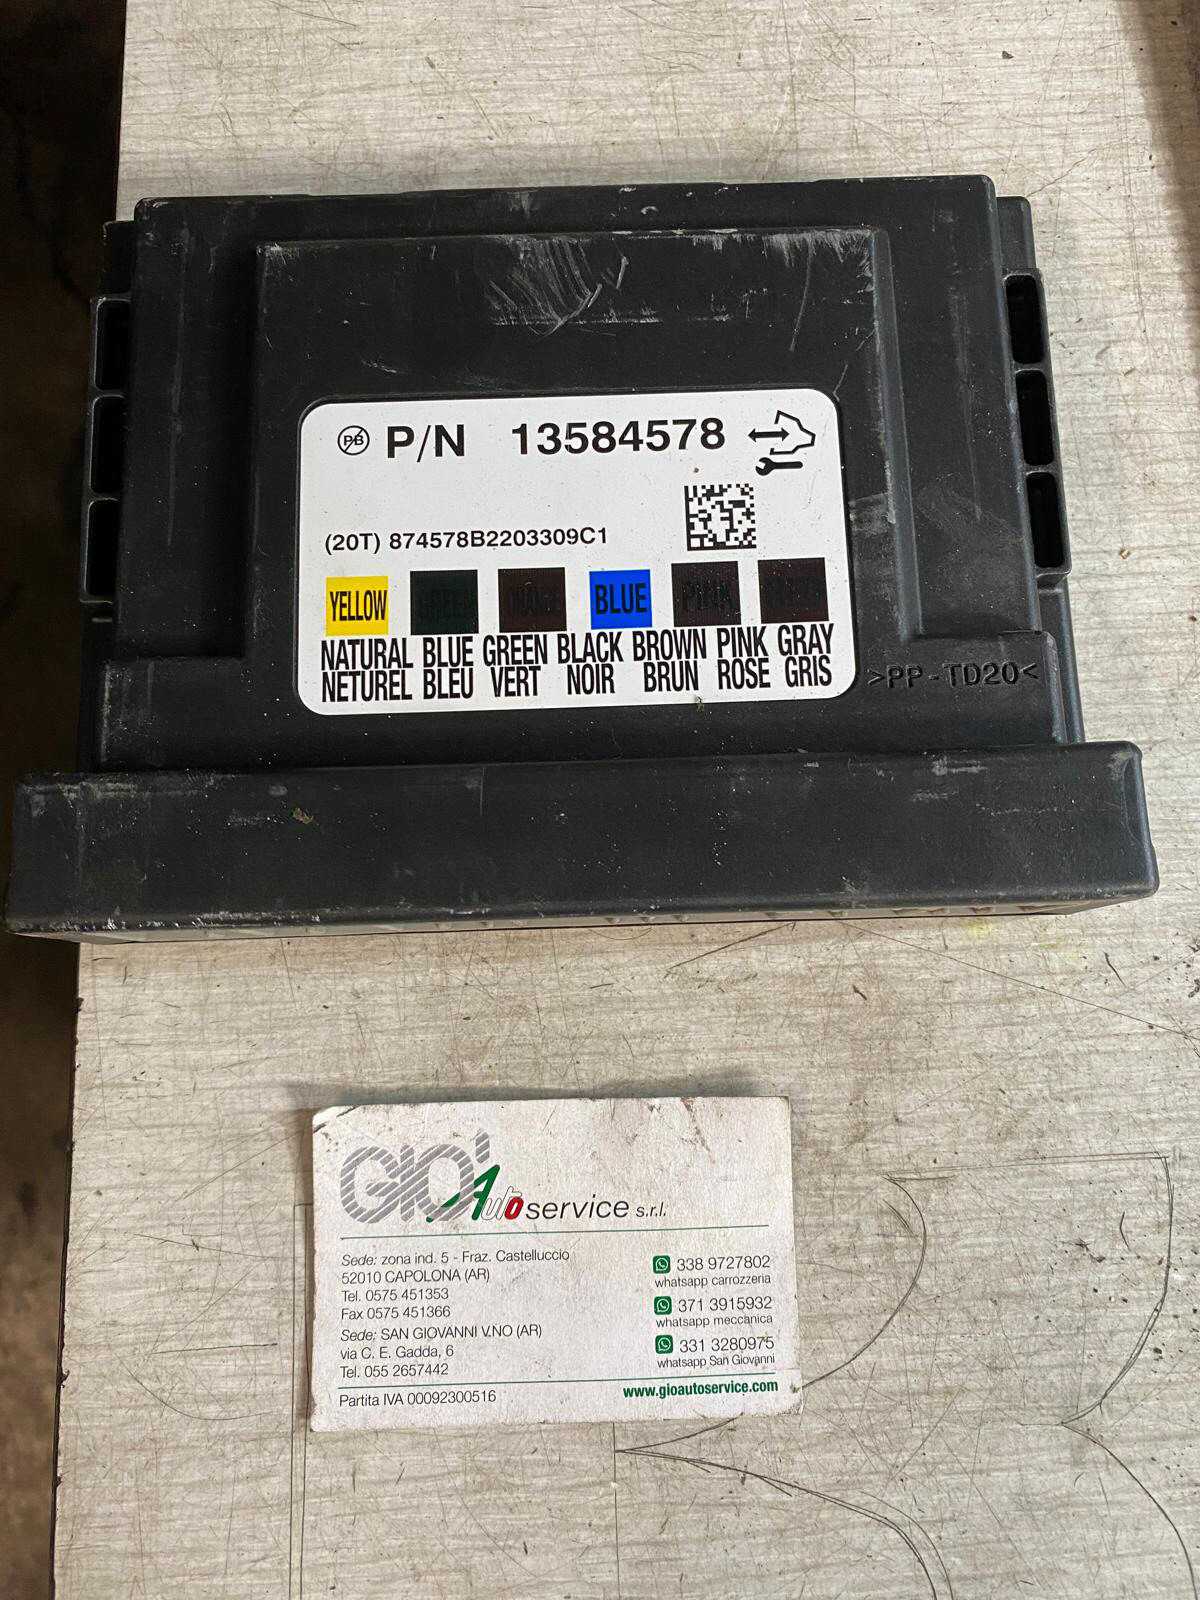 PB P/N 13584578
(20T) 874578B2203309C1
YELLOW GREEN BLUE PINK
NATURAL BLUE GREEN BLACK BROWN PINK GRAY
NETUREL BLEU VERT NOIR BRUN ROSE GRIS
>PP-TD20<
GIO' Auto service s.r.l.
Sede: zona ind. 5 - Fraz. Castelluccio
52010 CAPOLONA (AR)
Tel. 0575 451353
Fax 0575 451366
Sede: SAN GIOVANNI V.NO (AR)
via C. E. Gadda, 6
Tel. 055 2657442
Partita IVA 00092300516
338 9727802
whatsapp carrozzeria
371 3915932
whatsapp meccanica
331 3280975
whatsapp San Giovanni
www.gioautoservice.com